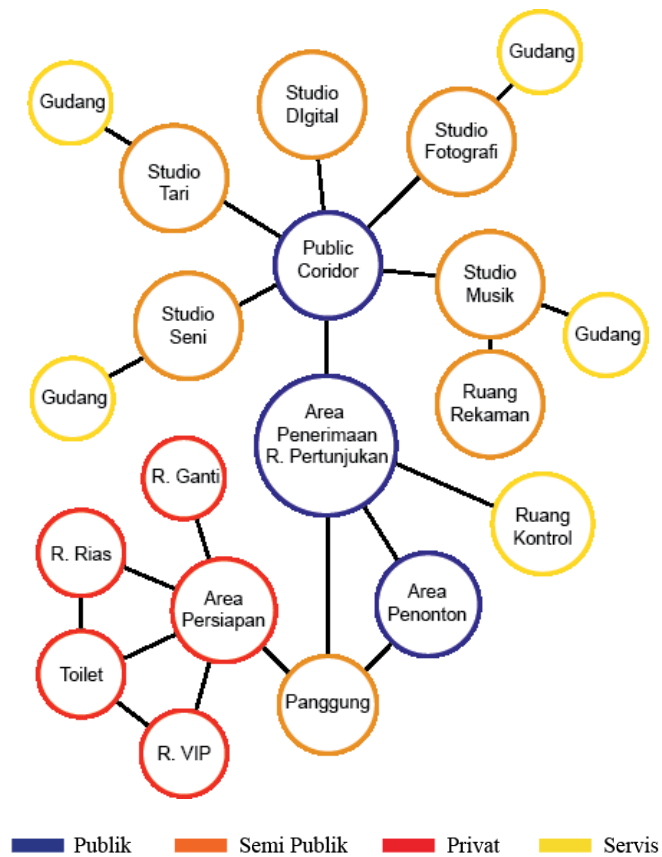 Gudang
Studio
DIgital
Gudang
Studio
Fotografi
Studio
Tari
Public
Coridor
Studio
Musik
Studio
Seni
Gudang
Gudang
Ruang
Rekaman
Area
Penerimaan
R. Pertunjukan
R. Ganti
Ruang
Kontrol
R. Rias
Area
Persiapan
Area
Penonton
Toilet
Panggung
R. VIP
Publik
Semi Publik
Privat
Servis